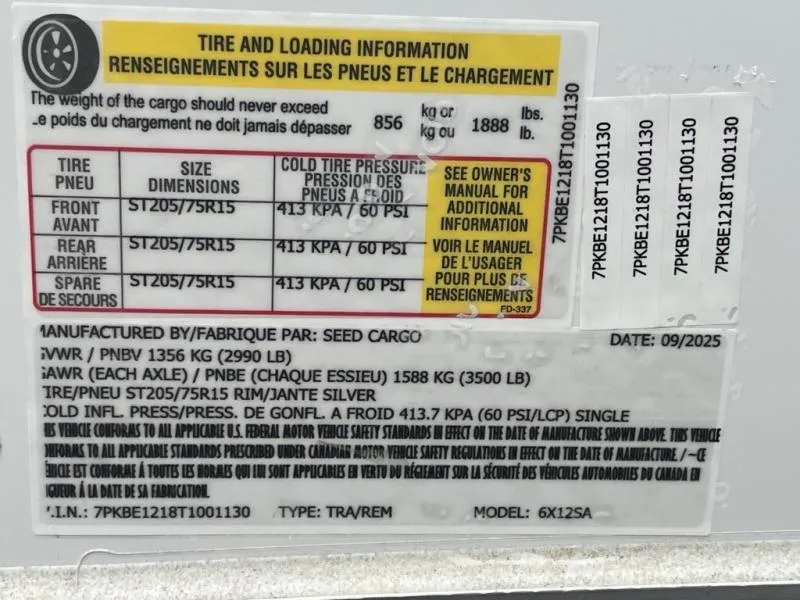 TIRE AND LOADING INFORMATION
RENSEIGNEMENTS SUR LES PNEUS ET LE CHARGEMENT
The weight of the cargo should never exceed
Le poids du chargement ne doit jamais dépasser
856
kg or
kg ou
1888
lbs.
lb.
TIRE
PNEU
SIZE
DIMENSIONS
COLD TIRE PRESSURE
PRESSION DES
PNEUS A FROID
SEE OWNER'S
MANUAL FOR
ADDITIONAL
INFORMATION
VOIR LE MANUEL
DE L'USAGER
POUR PLUS DE
RENSEIGNEMENTS
FD-337
FRONT
AVANT
ST205/75R15
413 KPA / 60 PSI
REAR
ARRIÈRE
ST205/75R15
413 KPA / 60 PSI
SPARE
DE SECOURS
ST205/75R15
413 KPA / 60 PSI
7PKBE1218T1001130
7PKBE1218T1001130
7PKBE1218T1001130
7PKBE1218T1001130
7PKBE1218T1001130
MANUFACTURED BY/FABRIQUE PAR: SEED CARGO
DATE: 09/2025
GVWR / PNBV 1356 KG (2990 LB)
GAWR (EACH AXLE) / PNBE (CHAQUE ESSIEU) 1588 KG (3500 LB)
TIRE/PNEU ST205/75R15 RIM/JANTE SILVER
COLD INFL. PRESS/PRESS. DE GONFL. A FROID 413.7 KPA (60 PSI/LCP) SINGLE
THIS VEHICLE CONFORMS TO ALL APPLICABLE U.S. FEDERAL MOTOR VEHICLE SAFETY STANDARDS IN EFFECT ON THE DATE OF MANUFACTURE SHOWN ABOVE. THIS VEHICLE
CONFORMS TO ALL APPLICABLE STANDARDS PRESCRIBED UNDER CANADIAN MOTOR VEHICLE SAFETY REGULATIONS IN EFFECT ON THE DATE OF MANUFACTURE. / ~CE
VÉHICLE EST CONFORME À TOUTES LES NORMES QUI LUI SONT APPLICABLES EN VERTU DU RÉGIEMENT SUR LA SÉCURITÉ DES VÉHICULES AUTOMOBILES DU CANADA EN
VIGUEUR À LA DATE DE SA FABRICATION.
V.I.N.: 7PKBE1218T1001130
TYPE: TRA/REM
MODEL: 6X12SA